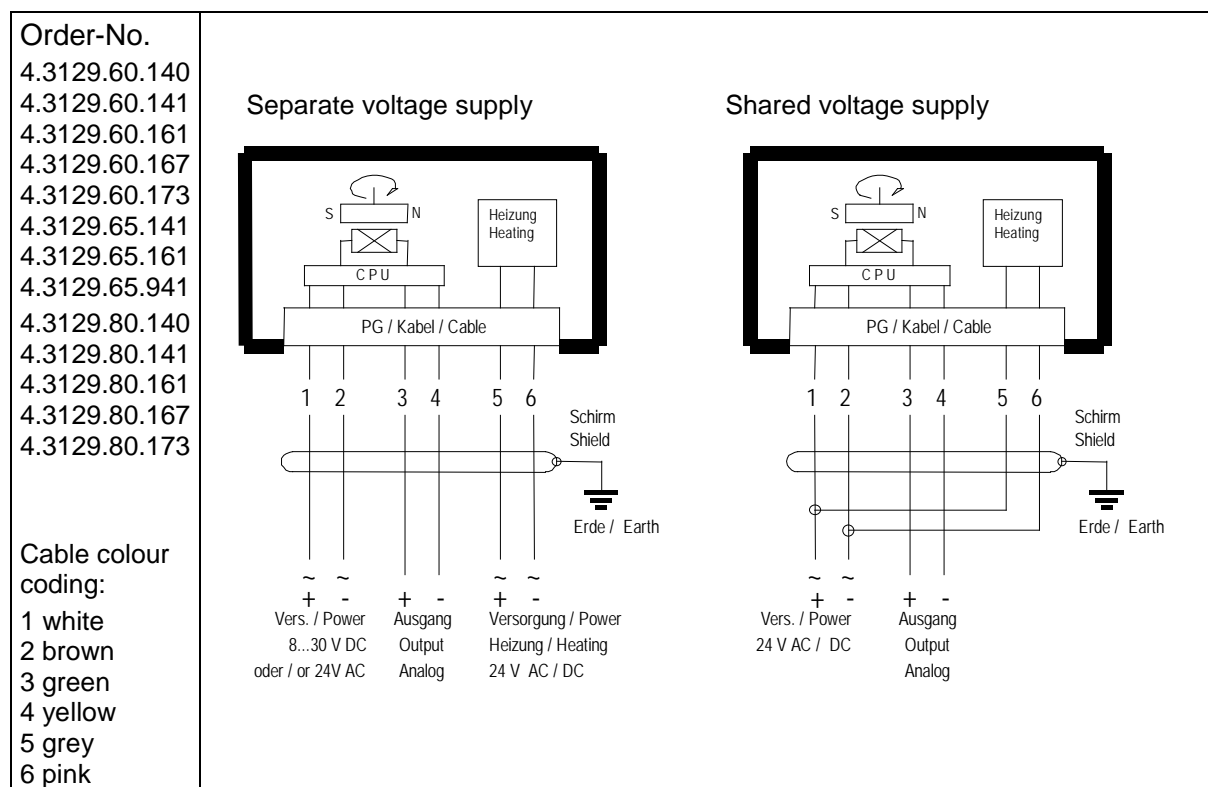 Order-No.
4.3129.60.140
4.3129.60.141
4.3129.60.161
4.3129.60.167
4.3129.60.173
4.3129.65.141
4.3129.65.161
4.3129.65.941
4.3129.80.140
4.3129.80.141
4.3129.80.161
4.3129.80.167
4.3129.80.173
Cable colour
coding:
1 white
2 brown
3 green
4 yellow
5 grey
6 pink
Separate voltage supply
S N
Heizung
Heating
CPU
PG / Kabel / Cable
1 2 3 4 5 6
Schirm
Shield
Erde / Earth
~ ~ ~ ~
+ - + - + -
Vers. / Power
8...30 V DC
oder / or 24V AC
Ausgang
Output
Analog
Versorgung / Power
Heizung / Heating
24 V AC / DC
Shared voltage supply
S N
Heizung
Heating
CPU
PG / Kabel / Cable
1 2 3 4 5 6
Schirm
Shield
Erde / Earth
~ ~
+ - + -
Vers. / Power
24 V AC / DC
Ausgang
Output
Analog